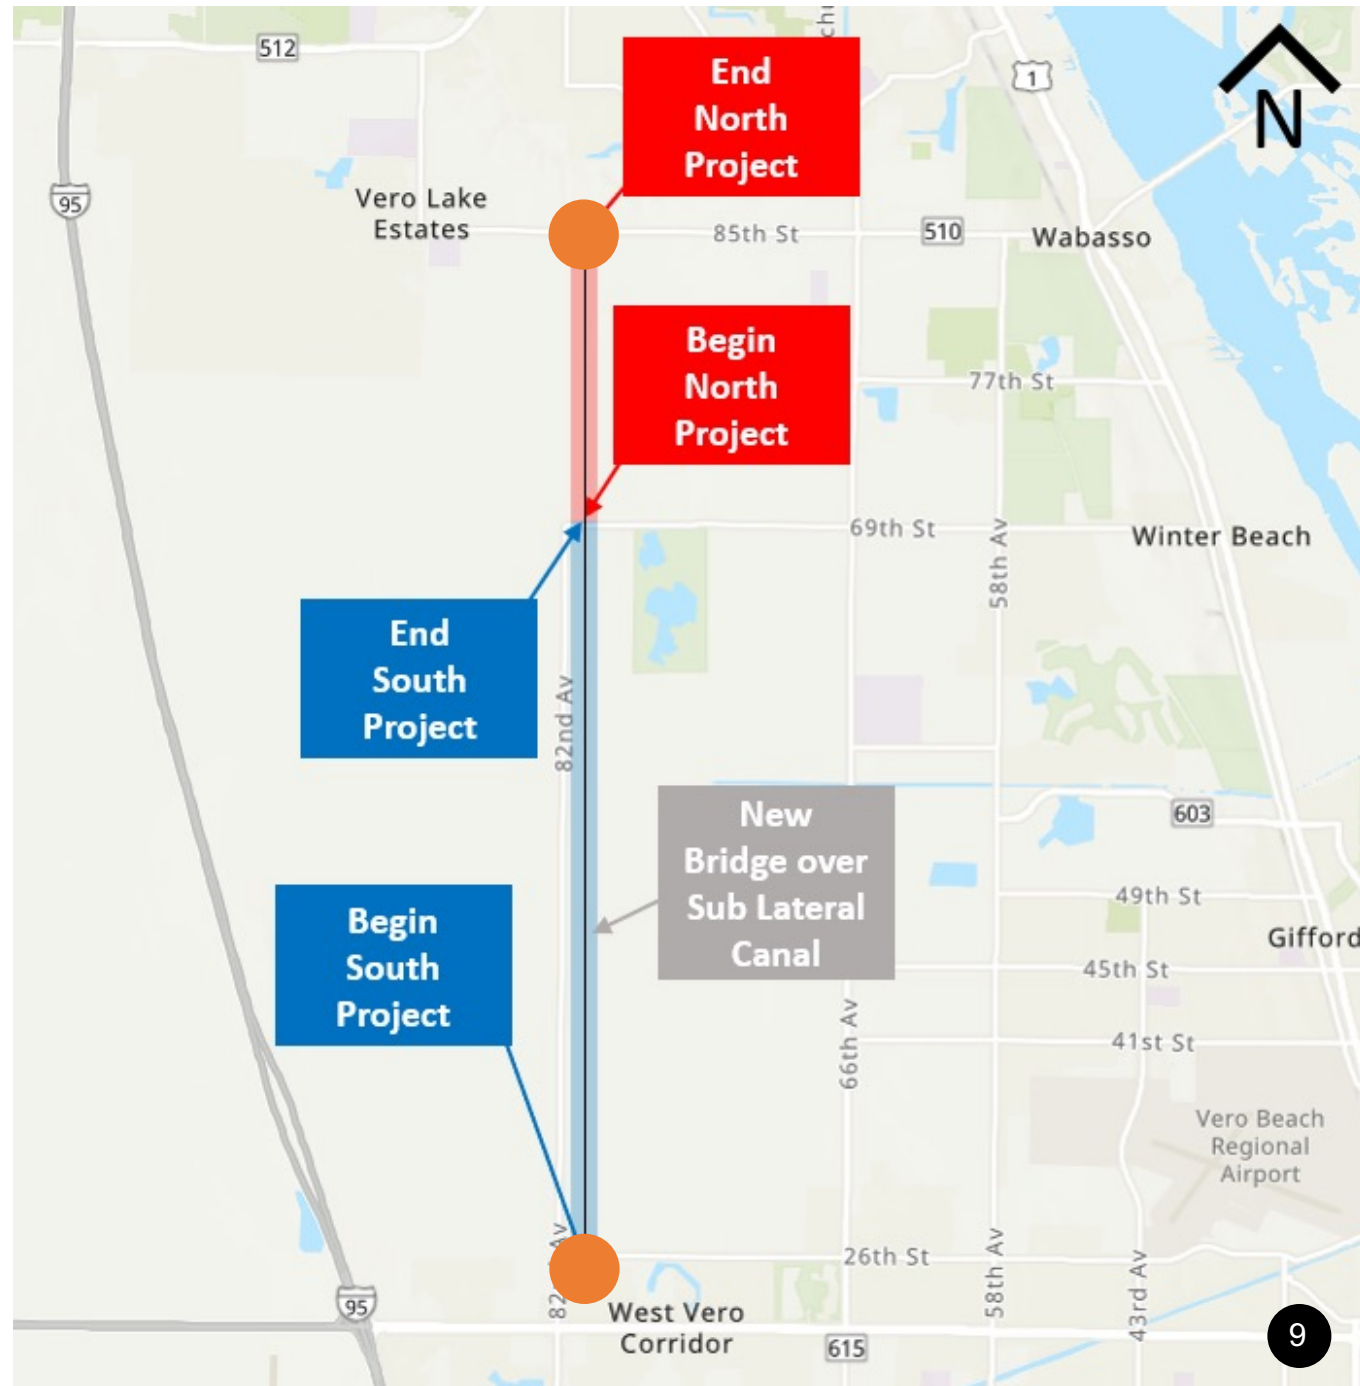 512
ch
1
End
North
Project
N
95
Vero Lake
Estates
85th St
510
Wabasso
Begin
North
Project
77th St
69th St
58th Av
Winter Beach
End
South
Project
82nd Av
New
Bridge over
Sub Lateral
Canal
603
49th St
Gifford
45th St
Begin
South
Project
66th Av
41st St
Vero Beach
Regional
Airport
82
Av
26th St
58th Av
43rd Av
95
West Vero
Corridor
615
9